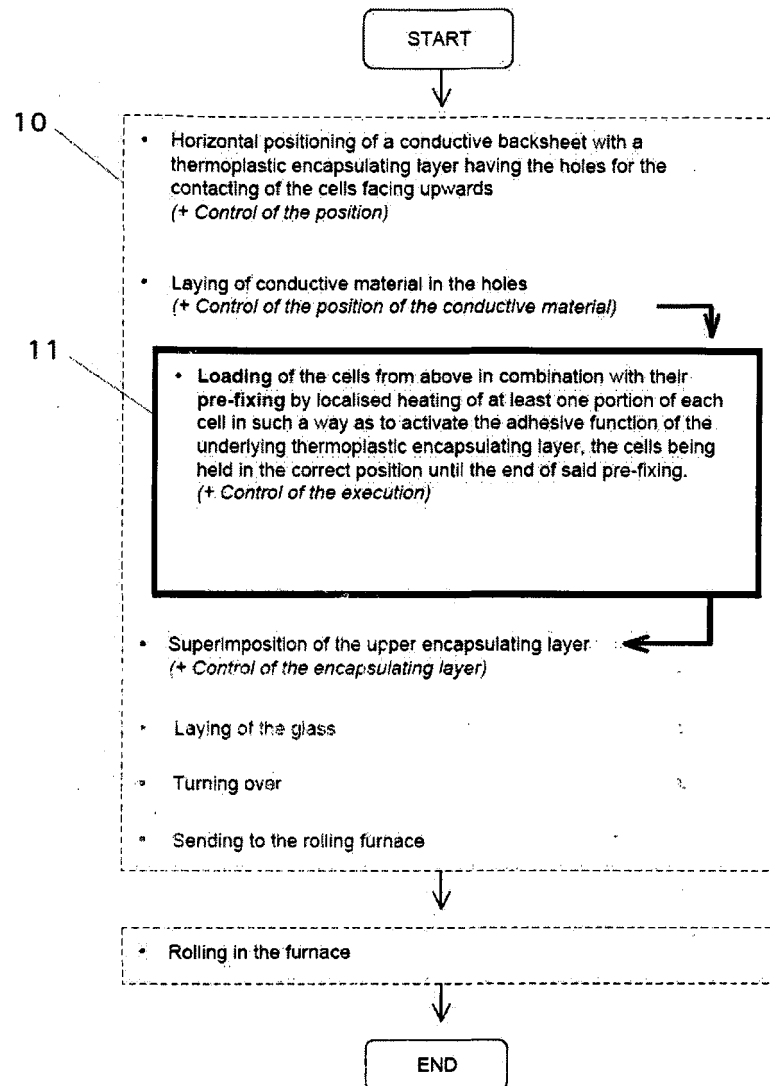 START
10
• Horizontal positioning of a conductive backsheet with a
thermoplastic encapsulating layer having the holes for the
contacting of the cells facing upwards
(+ Control of the position)
• Laying of conductive material in the holes
(+ Control of the position of the conductive material)
11
• Loading of the cells from above in combination with their
pre-fixing by localised heating of at least one portion of each
cell in such a way as to activate the adhesive function of the
underlying thermoplastic encapsulating layer, the cells being
held in the correct position until the end of said pre-fixing.
(+ Control of the execution)
• Superimposition of the upper encapsulating layer
(+ Control of the encapsulating layer)
• Laying of the glass
• Turning over
• Sending to the rolling furnace
• Rolling in the furnace
END